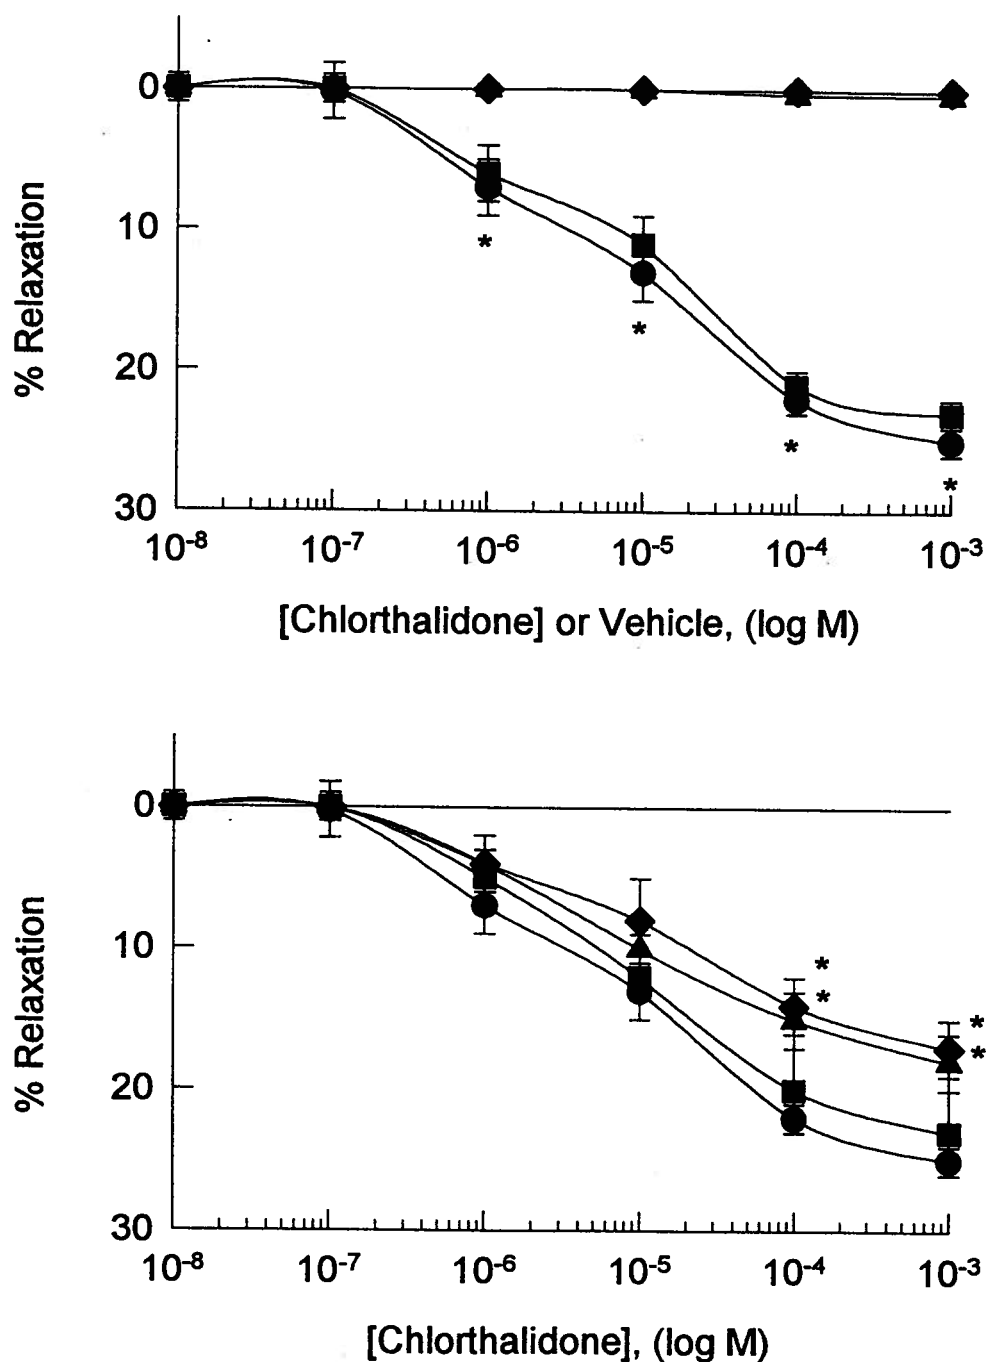 % Relaxation
0
10
20
30
*
*
*
*
10-8 10-7 10-6 10-5 10-4 10-3
[Chlorthalidone] or Vehicle, (log M)
% Relaxation
0
10
20
30
*
*
*
*
10-8 10-7 10-6 10-5 10-4 10-3
[Chlorthalidone], (log M)